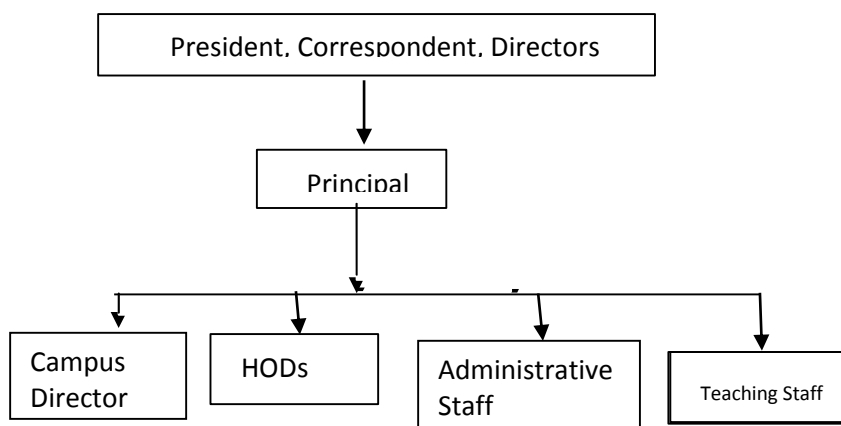 President, Correspondent, Directors
Principal
Campus
Director
HODs
Administrative
Staff
Teaching Staff